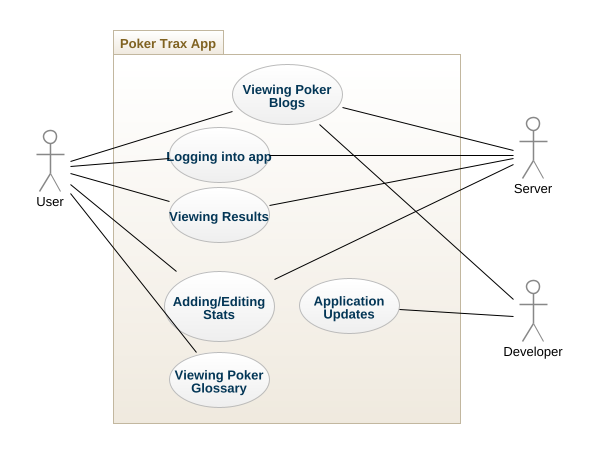 Poker Trax App
Viewing Poker
Blogs
Logging into app
Viewing Results
Adding/Editing
Stats
Application
Updates
Viewing Poker
Glossary
User
Server
Developer